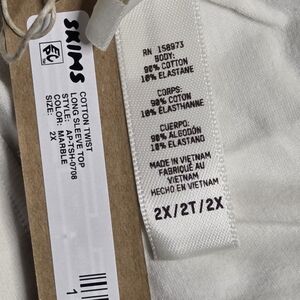 SKIMS
COTTON TWIST
LONG SLEEVE TOP
STYLE: AP-TSH-0706
COLOR: MARBLE
SIZE: 2X
1
RN 158973
BODY:
90% COTTON
10% ELASTANE
CORPS:
90% COTON
10% ÉLASTHANNE
CUERPO:
90% ALGODÓN
10% ELASTANO
MADE IN VIETNAM
FABRIQUÉ AU
VIETNAM
HECHO EN VIETNAM
2X/2T/2X